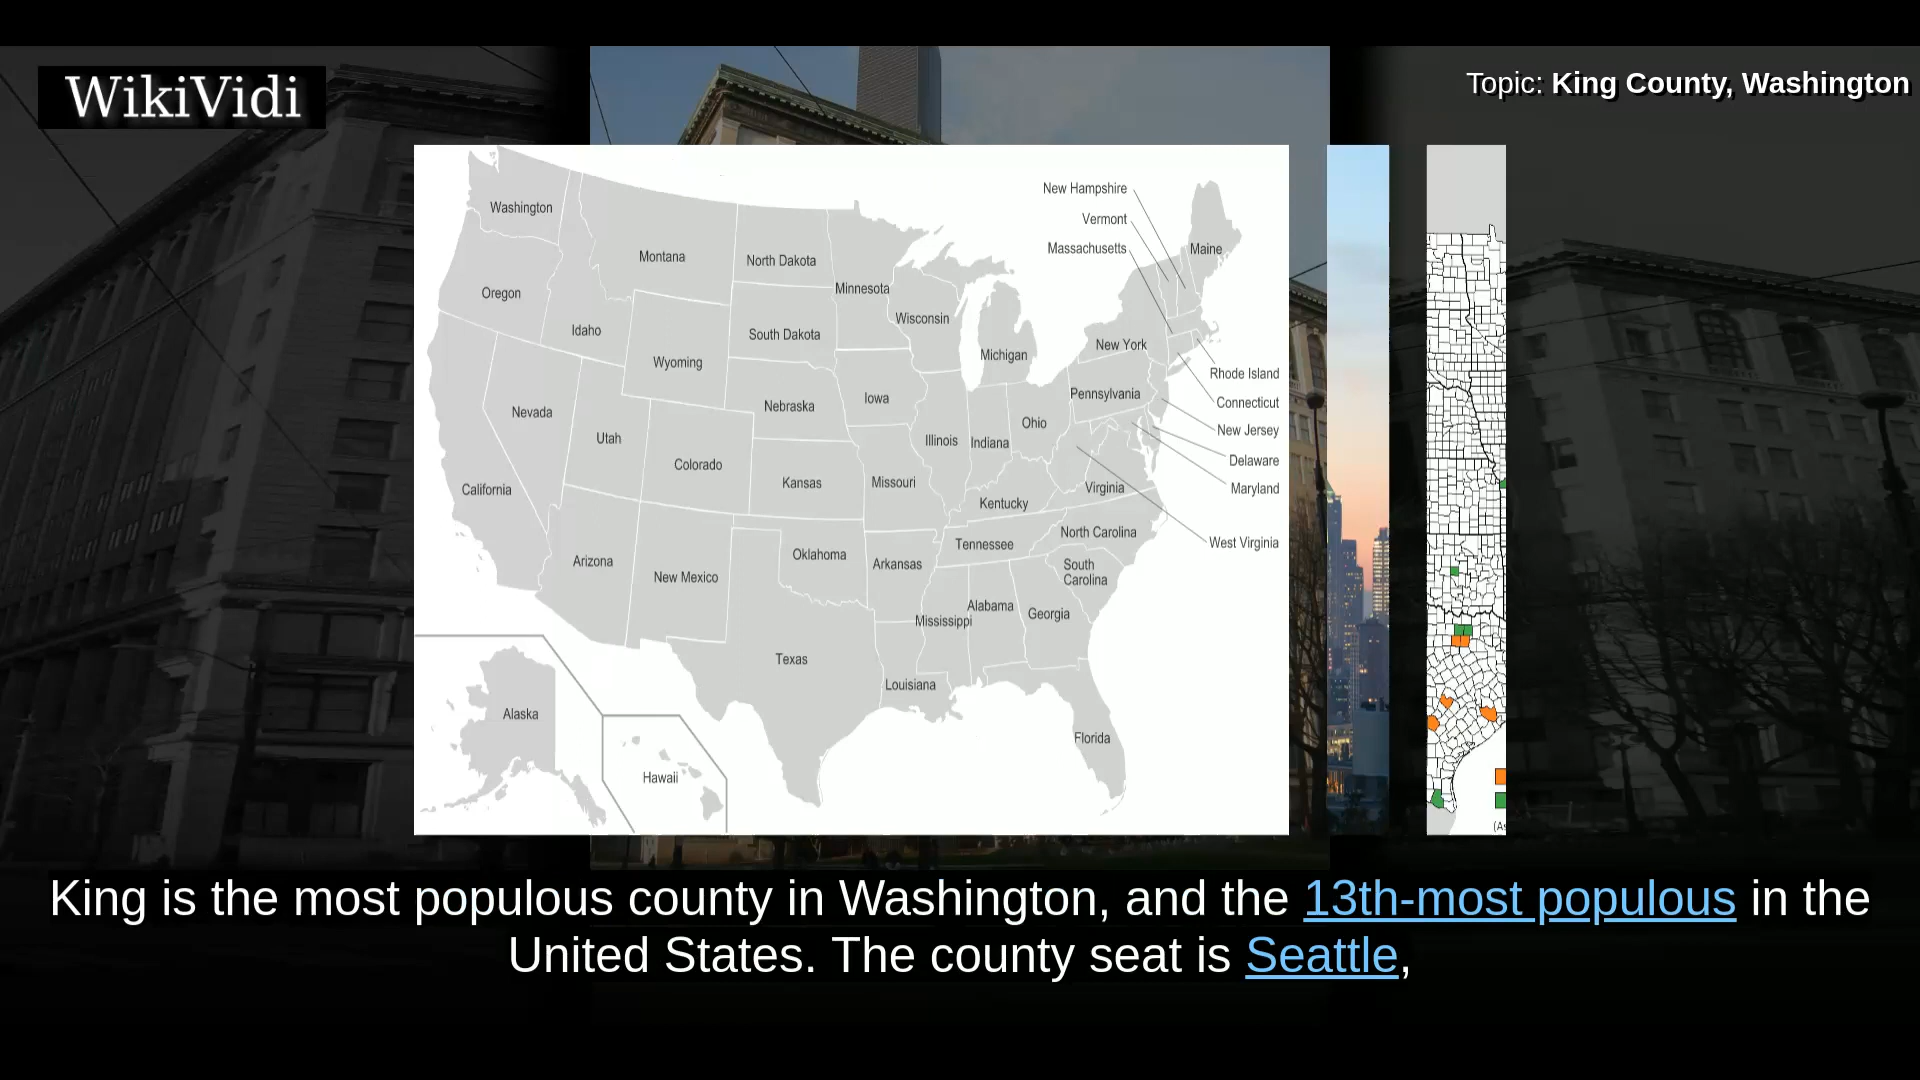 WikiVidi
Topic: King County, Washington
New Hampshire
Washington
Vermont
Massachusetts
Maine
Montana
North Dakota
Minnesota
Oregon
Wisconsin
Idaho
South Dakota
New York
Michigan
Wyoming
Rhode Island
Pennsylvania
Iowa
Connecticut
Nebraska
Nevada
Ohio
New Jersey
Utah
Illinois
Indiana
Colorado
Delaware
Kansas
Missouri
Virginia
Maryland
California
Kentucky
North Carolina
Tennessee
West Virginia
Oklahoma
Arizona
Arkansas
South
Carolina
New Mexico
Alabama
Georgia
Mississippi
Texas
Louisiana
Alaska
Florida
Hawaii
(As
King is the most populous county in Washington, and the 13th-most populous in the
United States. The county seat is Seattle,